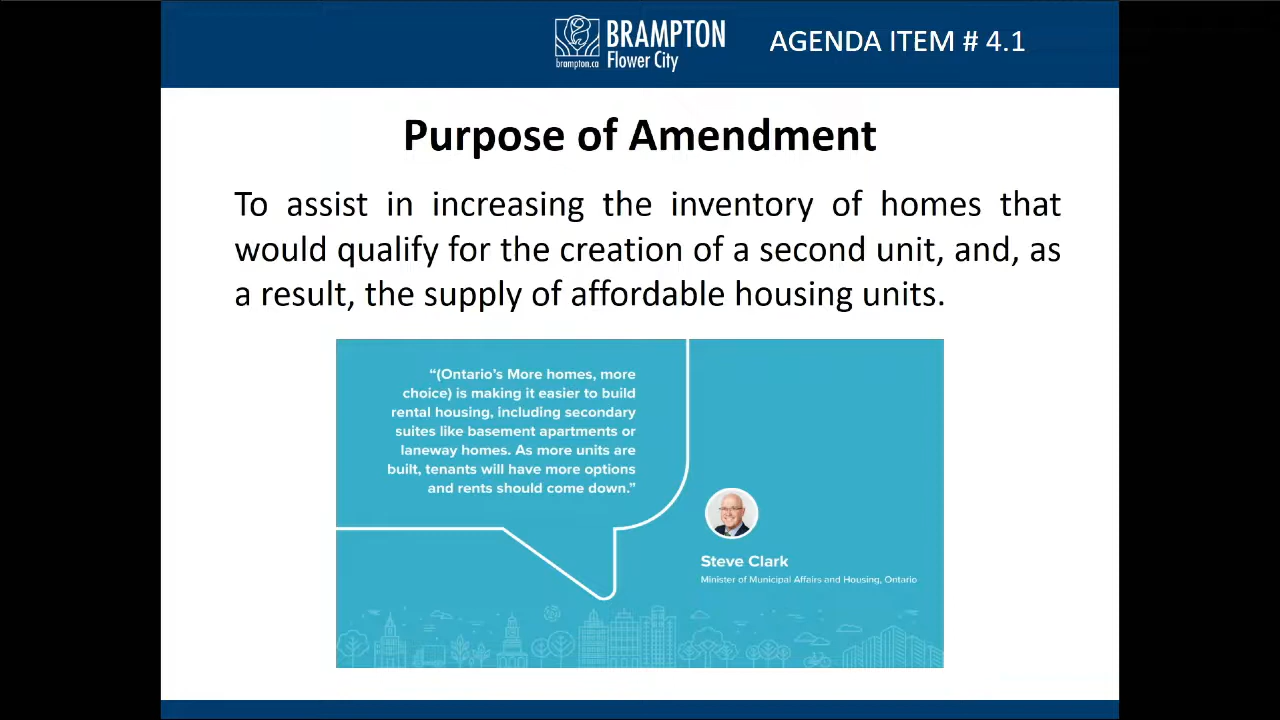 BRAMPTON
brampton.ca
Flower City
AGENDA ITEM # 4.1
Purpose of Amendment
To assist in increasing the inventory of homes that
would qualify for the creation of a second unit, and, as
a result, the supply of affordable housing units.
“(Ontario’s More homes, more
choice) is making it easier to build
rental housing, including secondary
suites like basement apartments or
laneway homes. As more units are
built, tenants will have more options
and rents should come down.”
Steve Clark
Minister of Municipal Affairs and Housing, Ontario